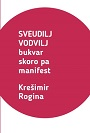 SVEUDILJ
VODVILJ
bukvar
skoro pa
manifest
Krešimir
Rogina